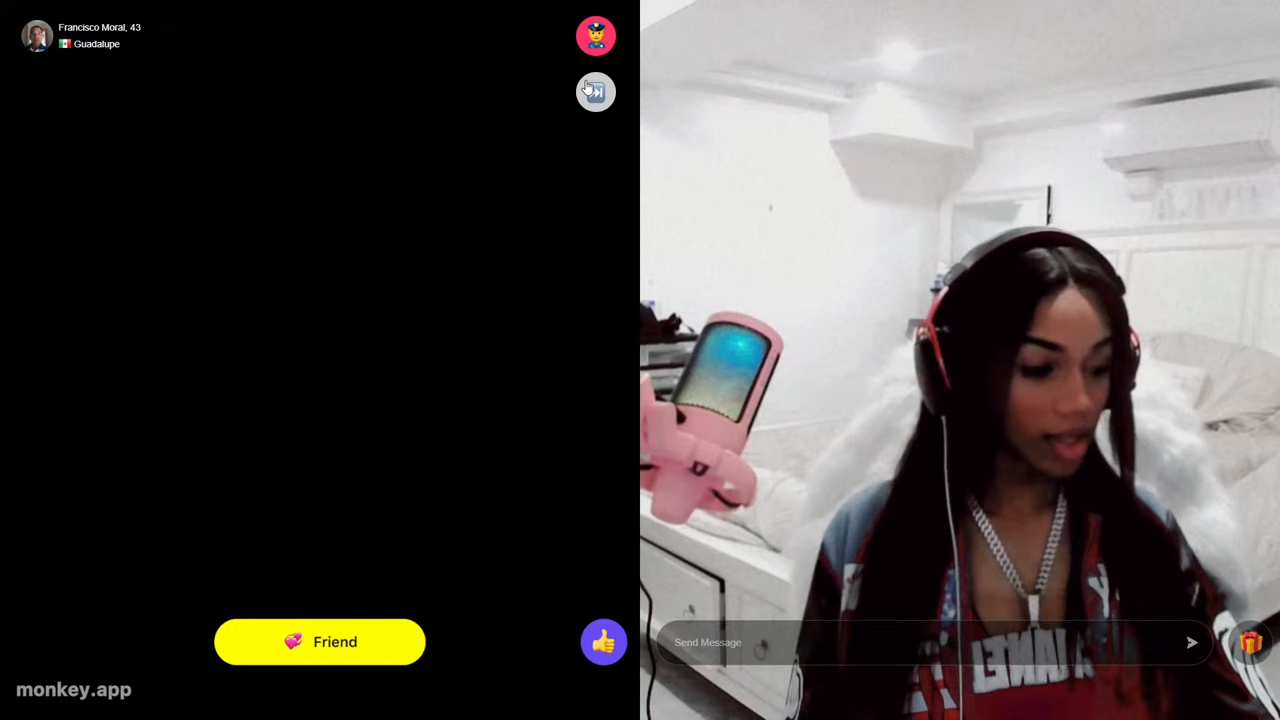 Francisco Moral, 43
Guadalupe
Friend
Send Message
monkey.app